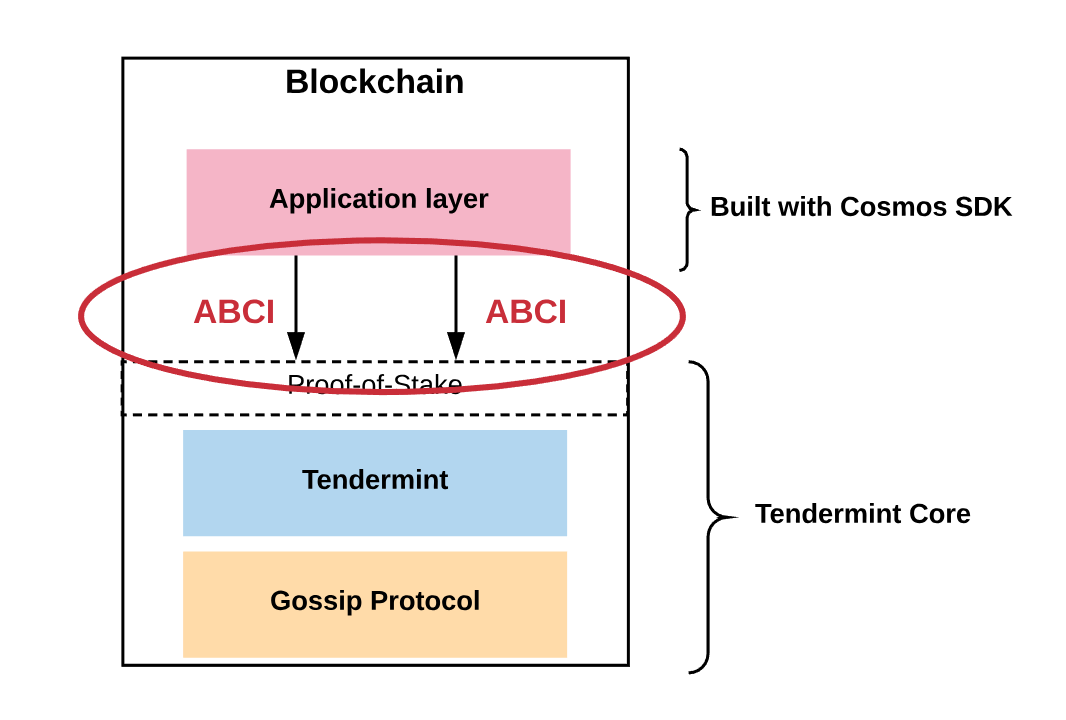 Blockchain
Application layer
Built with Cosmos SDK
ABCI
ABCI
Proof-of-Stake
Tendermint
Tendermint Core
Gossip Protocol